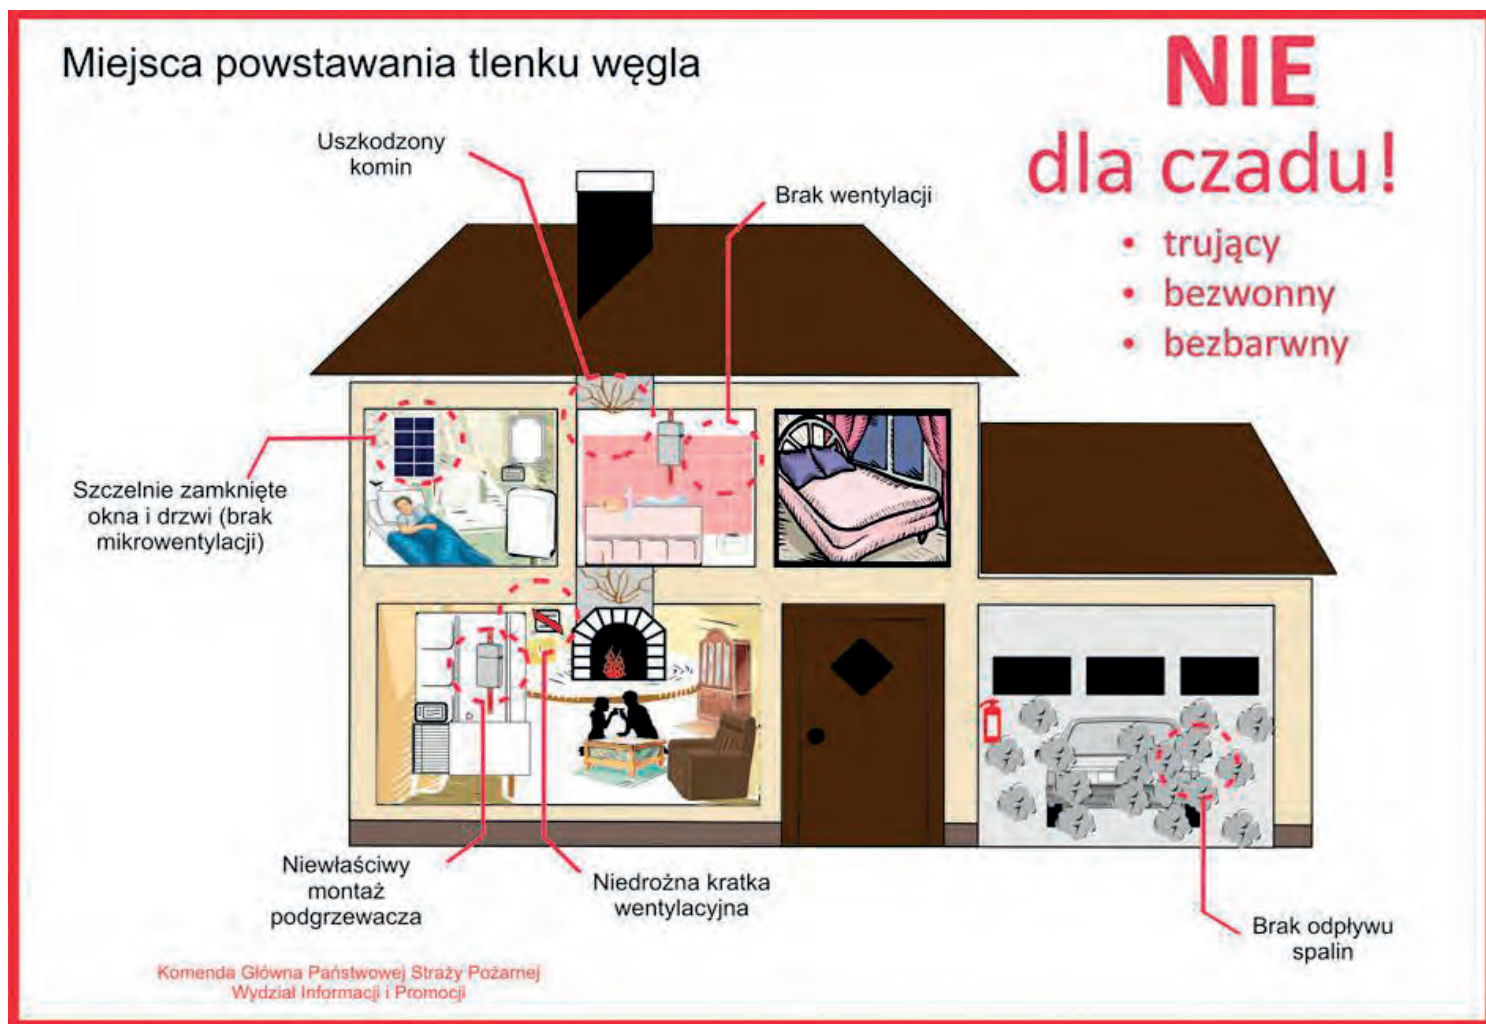 Miejsca powstawania tlenku węgla
NIE
dla czadu!
• trujący
• bezwonny
• bezbarwny
Uszkodzony
komin
Brak wentylacji
Szczelnie zamknięte
okna i drzwi (brak
mikrowentylacji)
Niewłaściwy
montaż
podgrzewacza
Niedrożna kratka
wentylacyjna
Brak odpływu
spalin
Komenda Główna Państwowej Straży Pożarnej
Wydział Informacji i Promocji